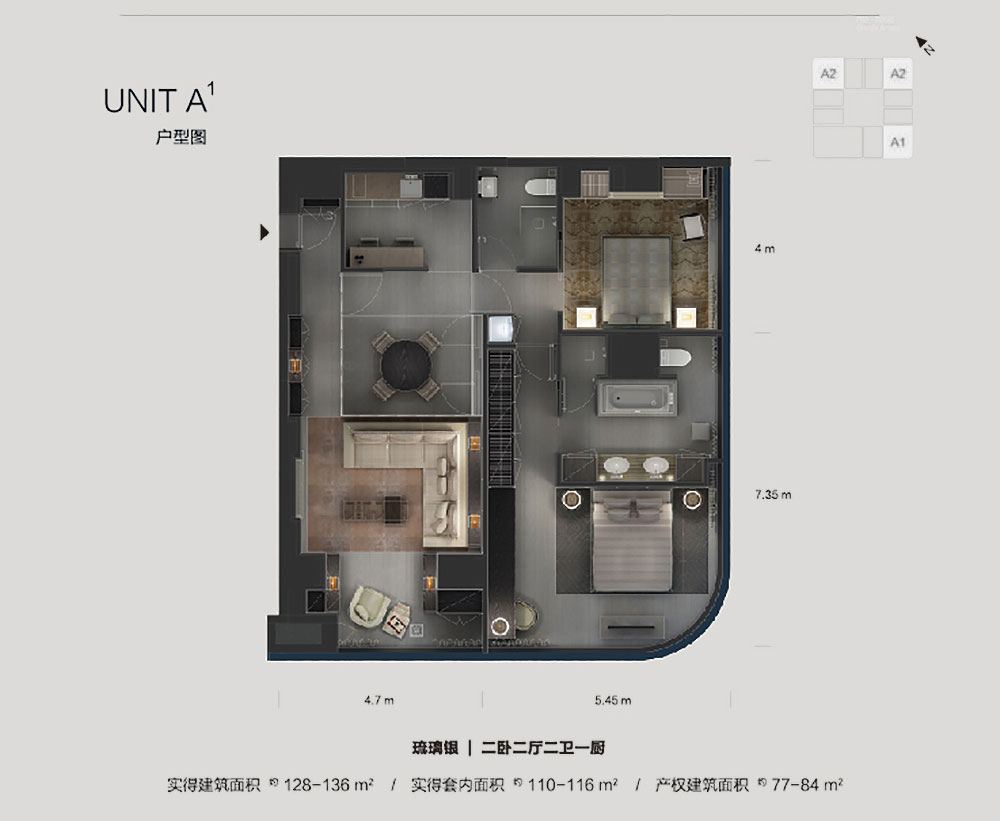 N
A2 A2
UNIT A¹
A1
户型图
4 m
7.35 m
4.7 m 5.45 m
琉璃银 | 二卧二厅二卫一厨
实得建筑面积 约 128-136 m² / 实得套内面积 约 110-116 m² / 产权建筑面积 约 77-84 m²